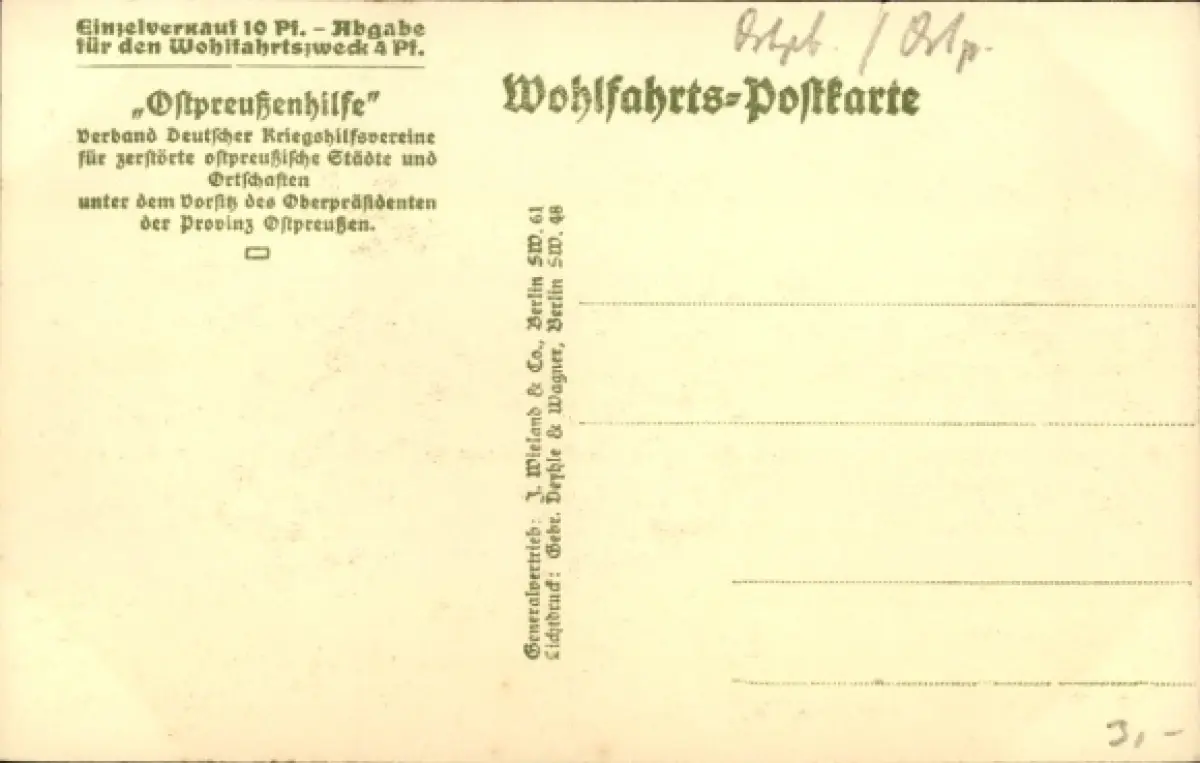 Einzelverkauf 10 Pf. – Abgabe
für den Wohlfahrtszweck 4 Pf.
„Ostpreußenhilfe“
Verband Deutscher Kriegshilfsvereine
für zerstörte ostpreußische Städte und
Ortschaften
unter dem Vorsitz des Oberpräsidenten
der Provinz Ostpreußen.
Wohlfahrts-Postkarte
Generalvertrieb: J. Wieland & Co., Berlin SW. 61
Lichtdruck: Gebr. & Wagner, Berlin SW. 48
3,-